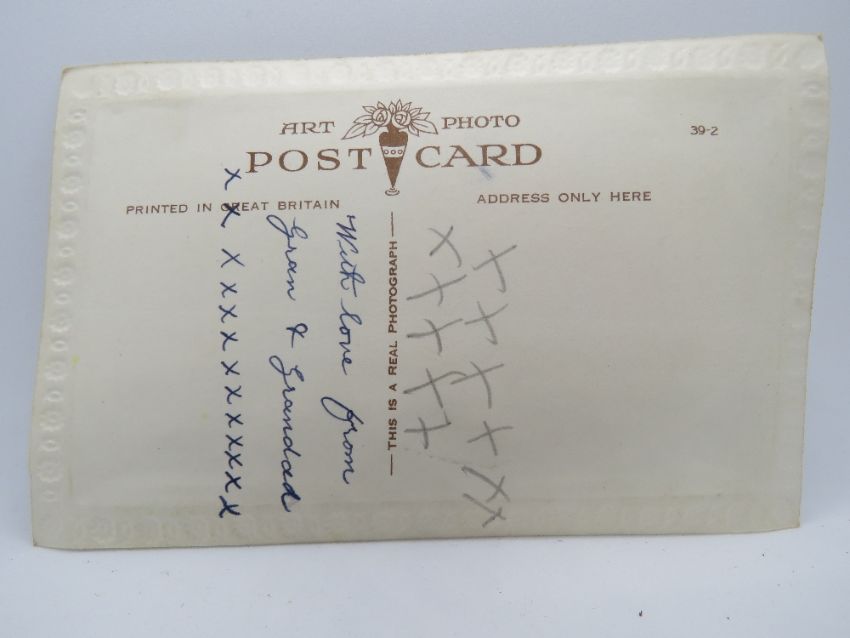 ART PHOTO
POST CARD
39-2
PRINTED IN GREAT BRITAIN
ADDRESS ONLY HERE
THIS IS A REAL PHOTOGRAPH
With love from
Gran & Grandad
x x x x x x x x x x x x x
x x x x x x
x x x x x